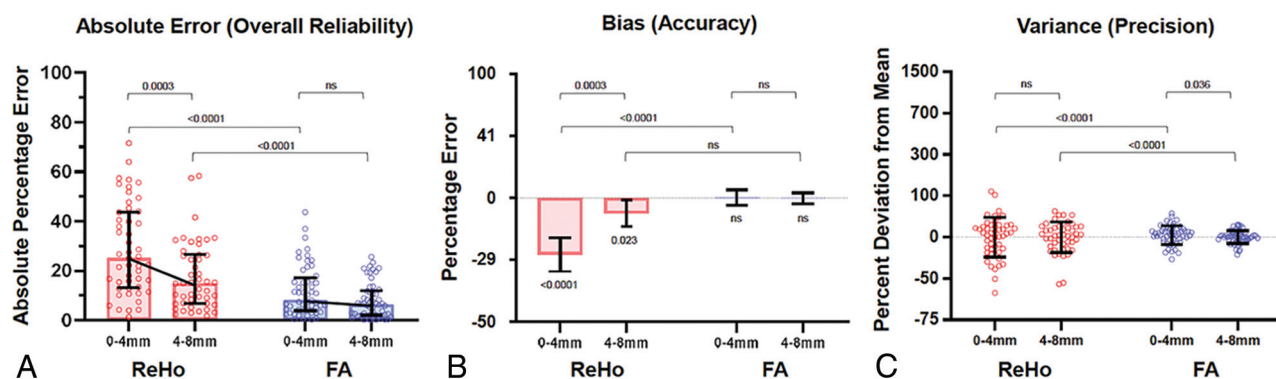 Absolute Error (Overall Reliability)
Absolute Percentage Error
100
80
60
40
20
0
0.0003
ns
<0.0001
<0.0001
0-4mm
4-8mm
0-4mm
4-8mm
ReHo
FA
A
Bias (Accuracy)
Percentage Error
100
41
0
-29
-50
0.0003
ns
<0.0001
ns
<0.0001
0.023
ns
ns
0-4mm
4-8mm
0-4mm
4-8mm
ReHo
FA
B
Variance (Precision)
Percent Deviation from Mean
1500
700
300
100
0
-50
-75
ns
0.036
<0.0001
<0.0001
0-4mm
4-8mm
0-4mm
4-8mm
ReHo
FA
C